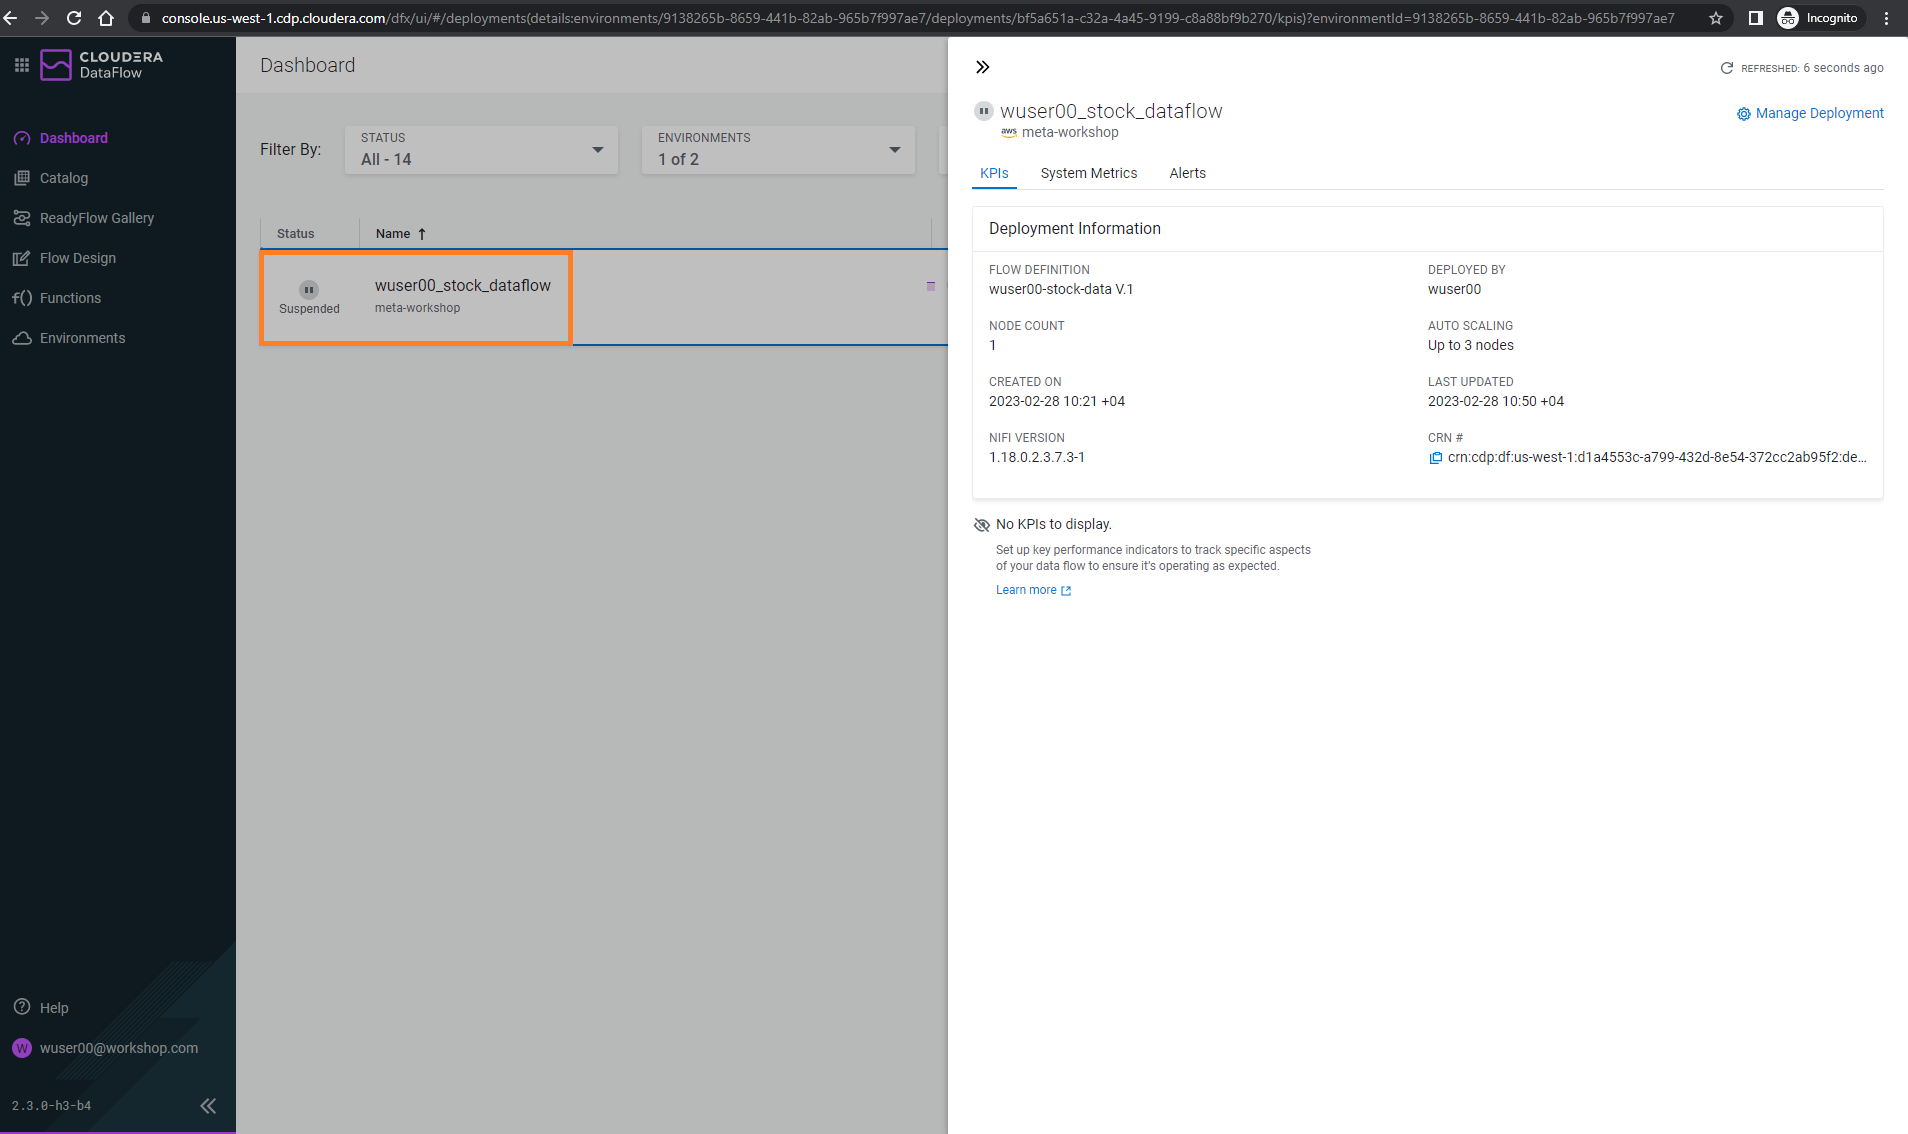 console.us-west-1.cdp.cloudera.com/dfx/ui/#/deployments(details:environments/9138265b-8659-441b-82ab-965b7f997ae7/deployments/bf5a651a-c32a-4a45-9199-c8a88bf9b270/kpis)?environmentId=9138265b-8659-441b-82ab-965b7f997ae7
Incognito
CLOUDERA
DataFlow
Dashboard
Catalog
ReadyFlow Gallery
Flow Design
f() Functions
Environments
Help
W wuser00@workshop.com
2.3.0-h3-b4
Dashboard
Filter By:
STATUS
All - 14
ENVIRONMENTS
1 of 2
Status
Name ↑
Suspended
wuser00_stock_dataflow
meta-workshop
REFRESHED: 6 seconds ago
wuser00_stock_dataflow
aws meta-workshop
Manage Deployment
KPIs
System Metrics
Alerts
Deployment Information
FLOW DEFINITION
wuser00-stock-data V.1
DEPLOYED BY
wuser00
NODE COUNT
1
AUTO SCALING
Up to 3 nodes
CREATED ON
2023-02-28 10:21 +04
LAST UPDATED
2023-02-28 10:50 +04
NIFI VERSION
1.18.0.2.3.7.3-1
CRN #
crn:cdp:df:us-west-1:d1a4553c-a799-432d-8e54-372cc2ab95f2:de...
No KPIs to display.
Set up key performance indicators to track specific aspects
of your data flow to ensure it's operating as expected.
Learn more